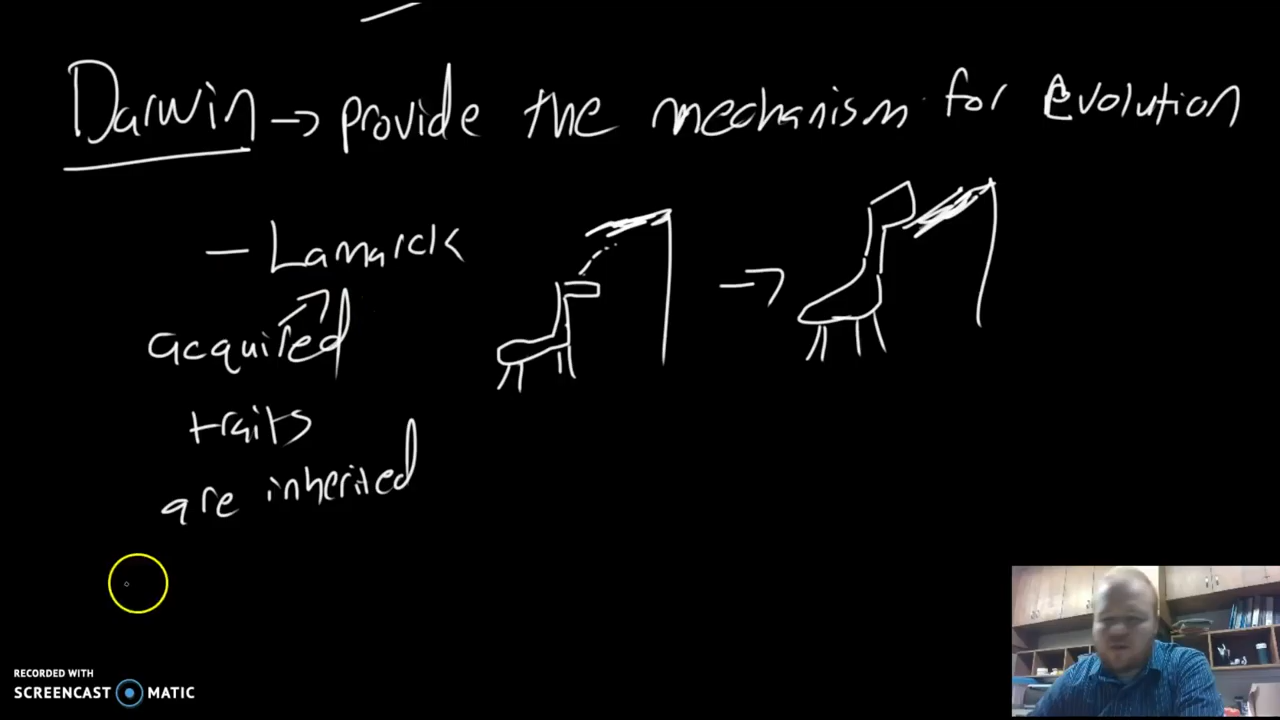 Darwin → provide the mechanism for Evolution
- Lamarck
acquired
traits
are inherited
RECORDED WITH
SCREENCAST MATIC